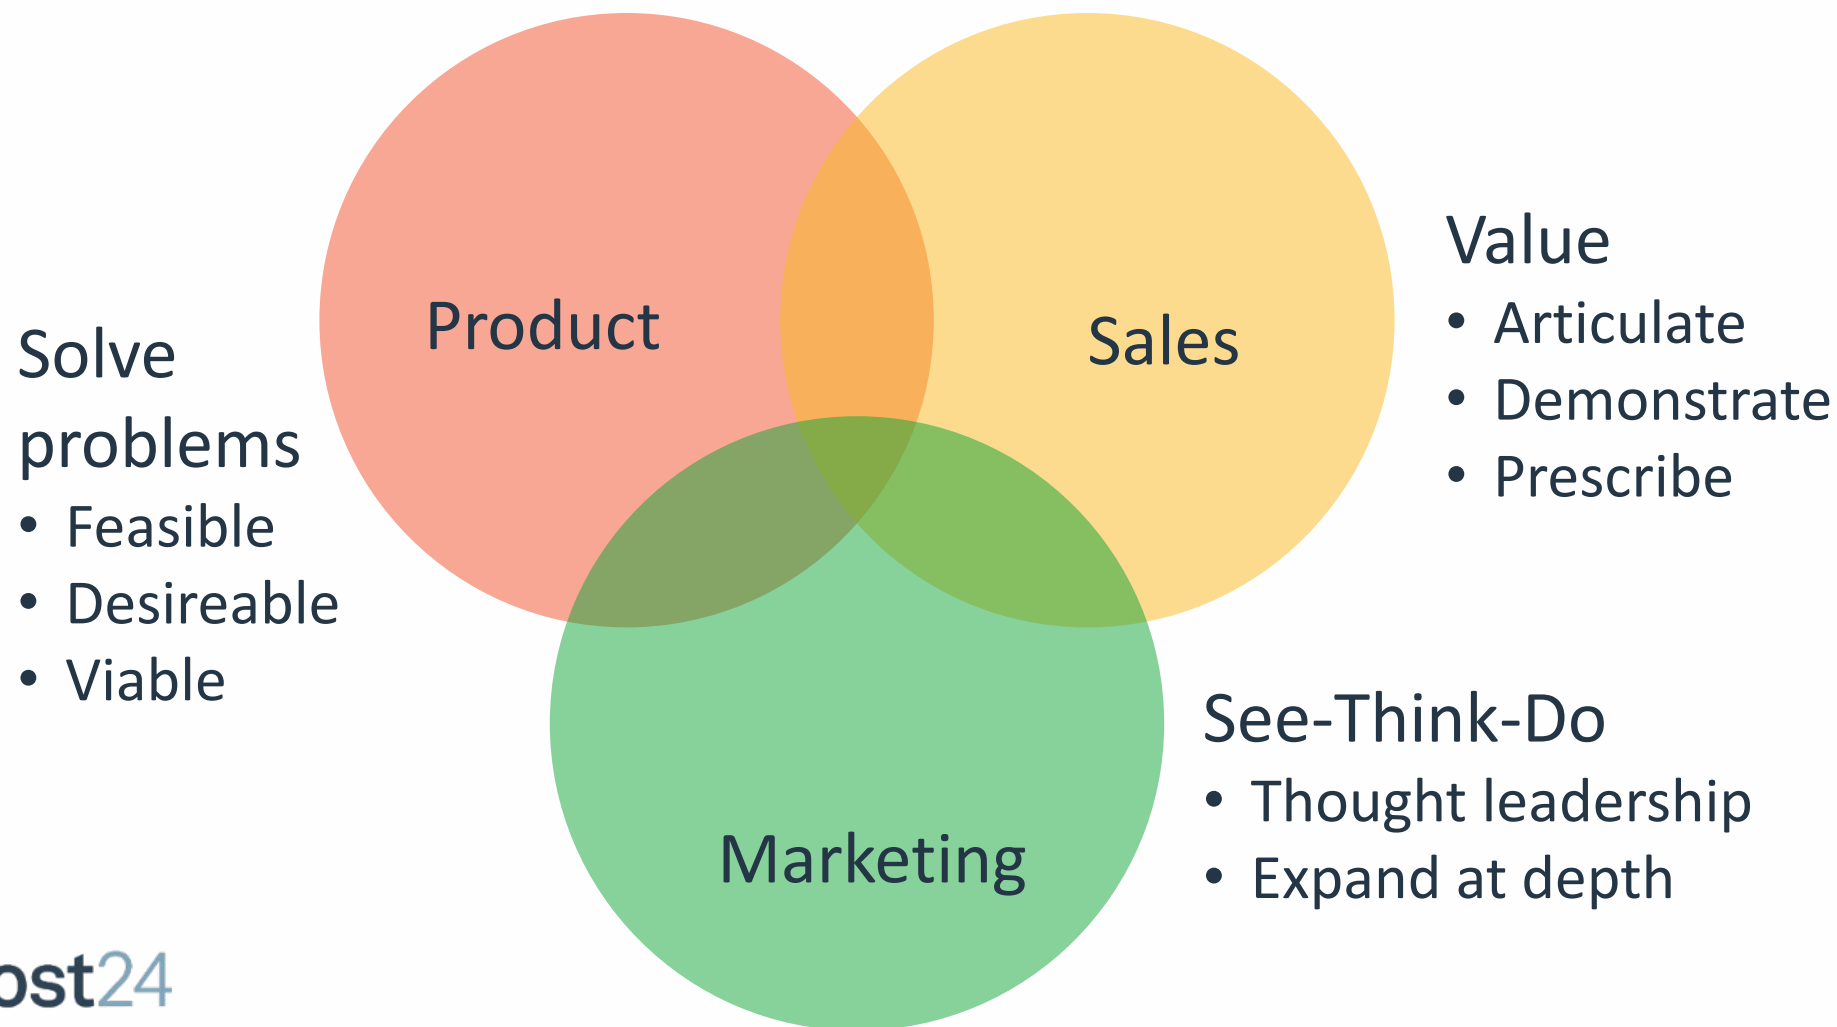 Product
Sales
Marketing
Solve
problems
• Feasible
• Desireable
• Viable
Value
• Articulate
• Demonstrate
• Prescribe
See-Think-Do
• Thought leadership
• Expand at depth
ost24